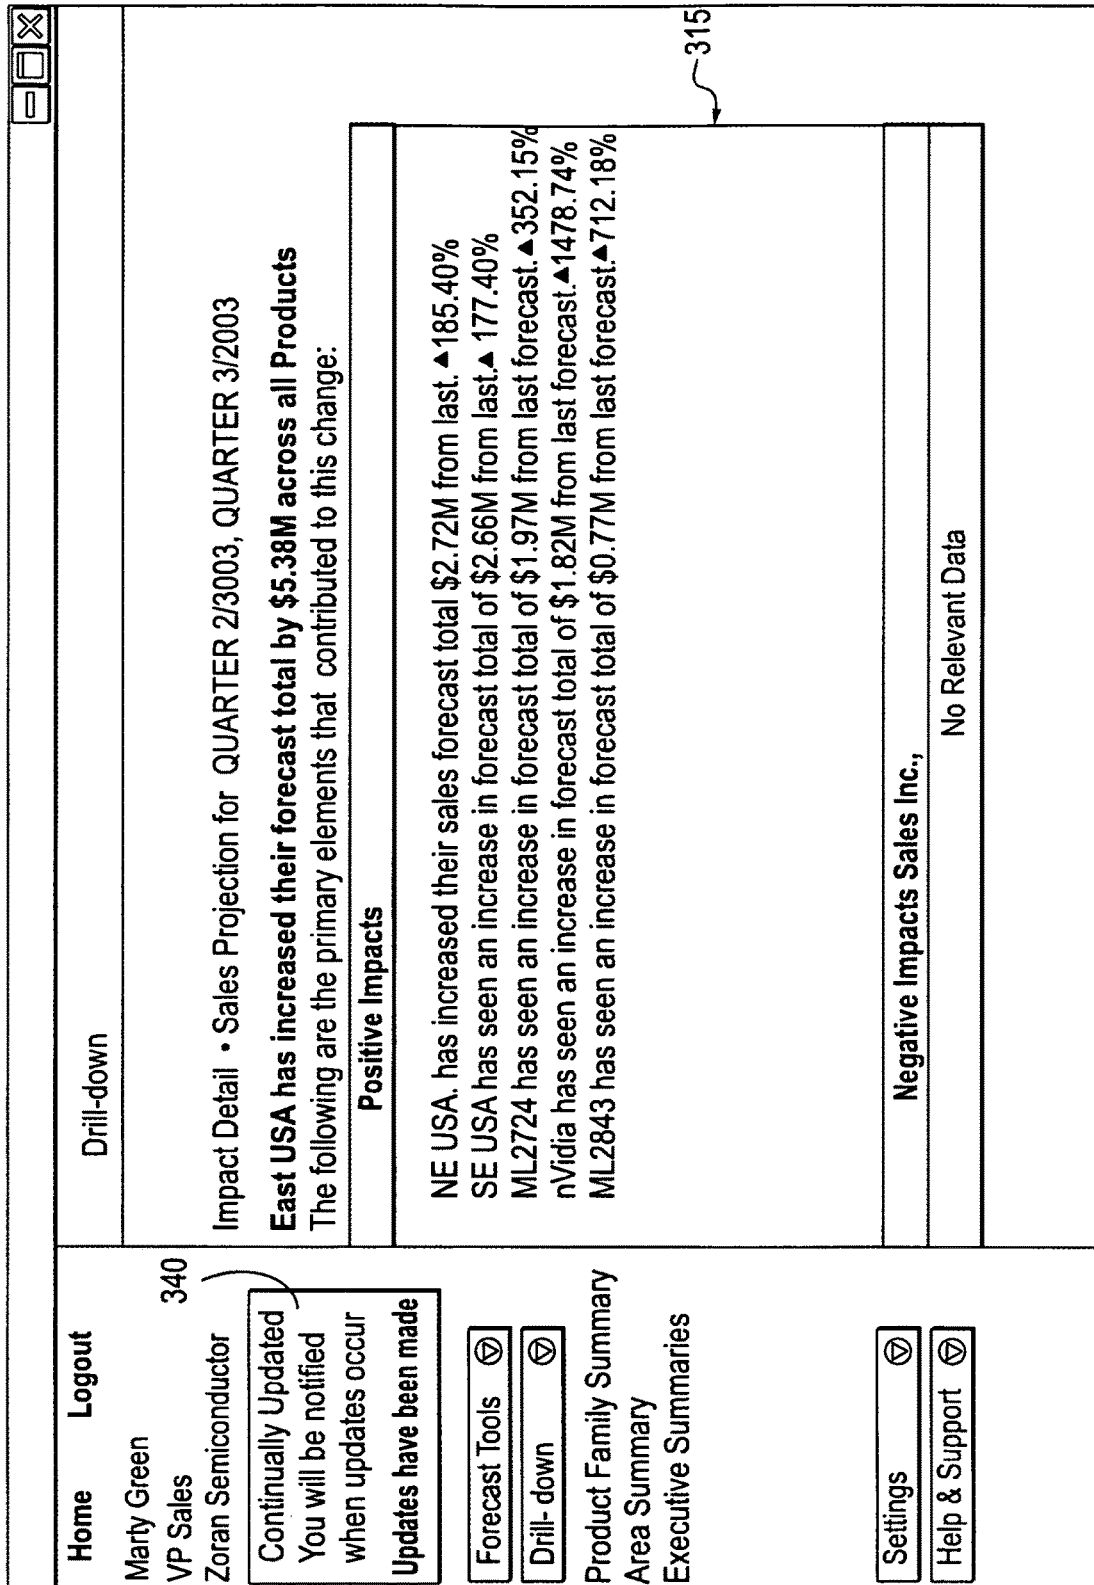 Home Logout
Marty Green
VP Sales
Zoran Semiconductor
340
Continually Updated
You will be notified
when updates occur
Updates have been made
Forecast Tools
Drill- down
Product Family Summary
Area Summary
Executive Summaries
Settings
Help & Support
Drill-down
Impact Detail • Sales Projection for QUARTER 2/3003, QUARTER 3/2003
East USA has increased their forecast total by $5.38M across all Products
The following are the primary elements that contributed to this change:
Positive Impacts
NE USA. has increased their sales forecast total $2.72M from last. ▲185.40%
SE USA has seen an increase in forecast total of $2.66M from last.▲ 177.40%
ML2724 has seen an increase in forecast total of $1.97M from last forecast.▲352.15%
nVidia has seen an increase in forecast total of $1.82M from last forecast.▲1478.74%
ML2843 has seen an increase in forecast total of $0.77M from last forecast.▲712.18%
315
Negative Impacts Sales Inc.,
No Relevant Data